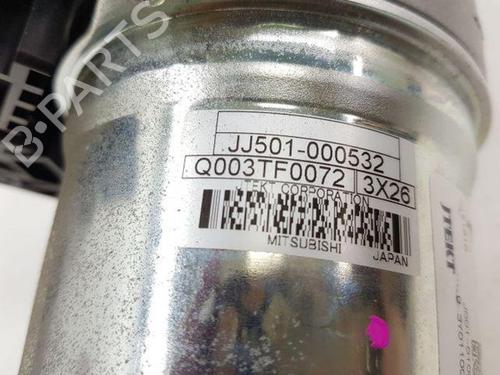 B-PARTS
JJ501-000532
Q003TF0072 3X26
JTEKT CORPORATION
MITSUBISHI JAPAN
JTEKT